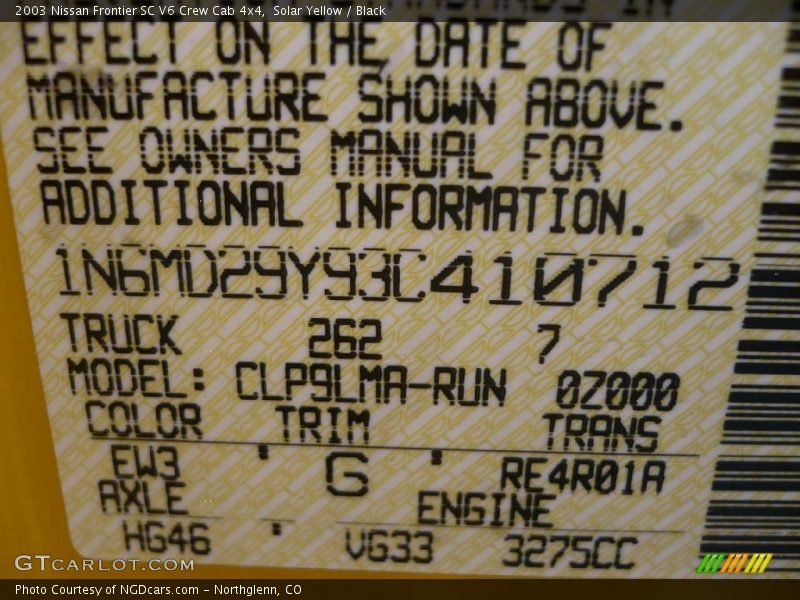 2003 Nissan Frontier SC V6 Crew Cab 4x4, Solar Yellow / Black
EFFECT ON THE DATE OF
MANUFACTURE SHOWN ABOVE.
SEE OWNERS MANUAL FOR
ADDITIONAL INFORMATION.
1N6MD29Y93C410712
TRUCK 262 7
MODEL: CLP9LMA-RUN 0Z000
COLOR TRIM TRANS
EW3 G RE4R01A
AXLE ENGINE
HG46 VG33 3275CC
GTCARLOT.COM
Photo Courtesy of NGDcars.com - Northglenn, CO